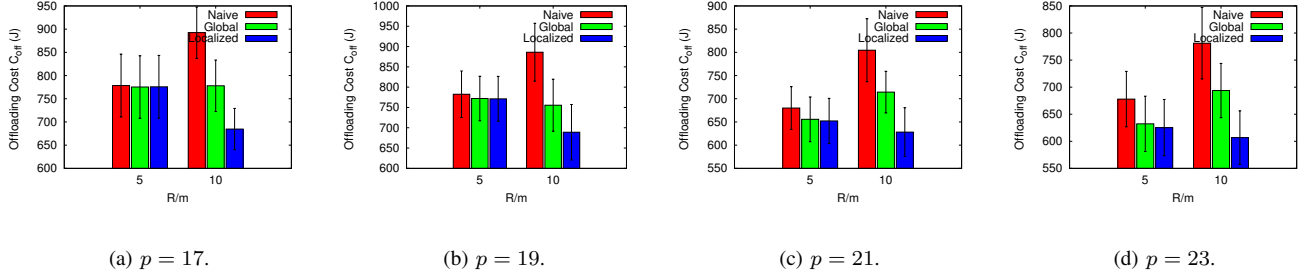 Offloading Cost C_off (J)
950
900
850
800
750
700
650
600
5
10
R/m
Naive
Global
Localized
(a) p = 17.
Offloading Cost C_off (J)
1000
950
900
850
800
750
700
650
600
5
10
R/m
Naive
Global
Localized
(b) p = 19.
Offloading Cost C_off (J)
900
850
800
750
700
650
600
550
5
10
R/m
Naive
Global
Localized
(c) p = 21.
Offloading Cost C_off (J)
850
800
750
700
650
600
550
5
10
R/m
Naive
Global
Localized
(d) p = 23.